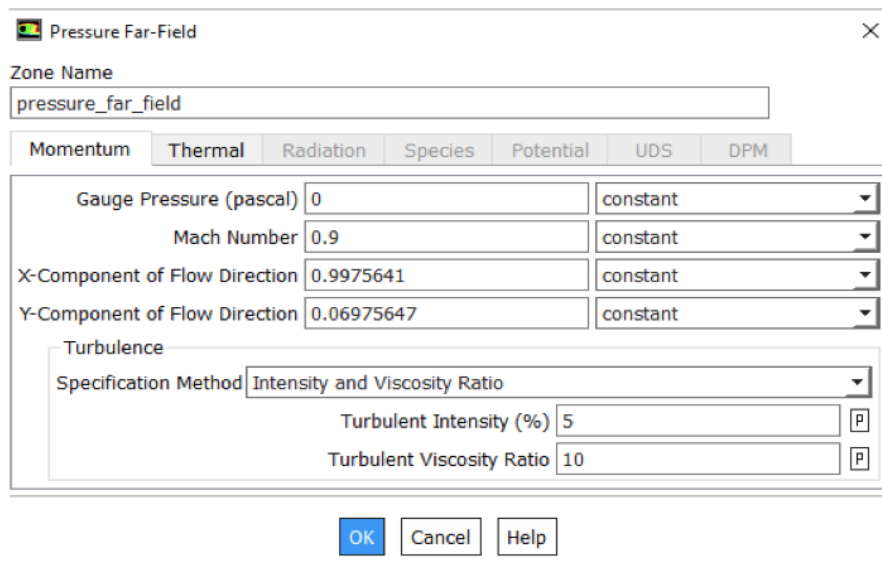 Pressure Far-Field
Zone Name
pressure_far_field
Momentum Thermal Radiation Species Potential UDS DPM
Gauge Pressure (pascal) 0 constant
Mach Number 0.9 constant
X-Component of Flow Direction 0.9975641 constant
Y-Component of Flow Direction 0.06975647 constant
Turbulence
Specification Method Intensity and Viscosity Ratio
Turbulent Intensity (%) 5 P
Turbulent Viscosity Ratio 10 P
OK Cancel Help